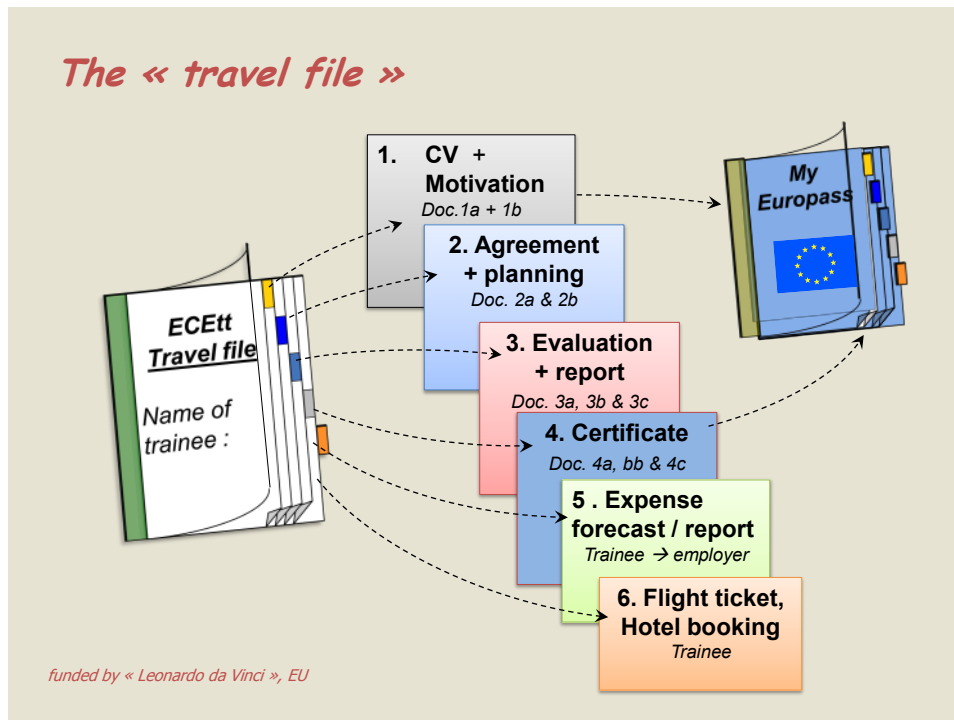 The « travel file »
1. CV +
Motivation
Doc.1a + 1b
2. Agreement
+ planning
Doc. 2a & 2b
3. Evaluation
+ report
Doc. 3a, 3b & 3c
4. Certificate
Doc. 4a, bb & 4c
5 . Expense
forecast / report
Trainee → employer
6. Flight ticket,
Hotel booking
Trainee
ECEtt
Travel file
Name of
trainee :
My
Europass
funded by « Leonardo da Vinci », EU